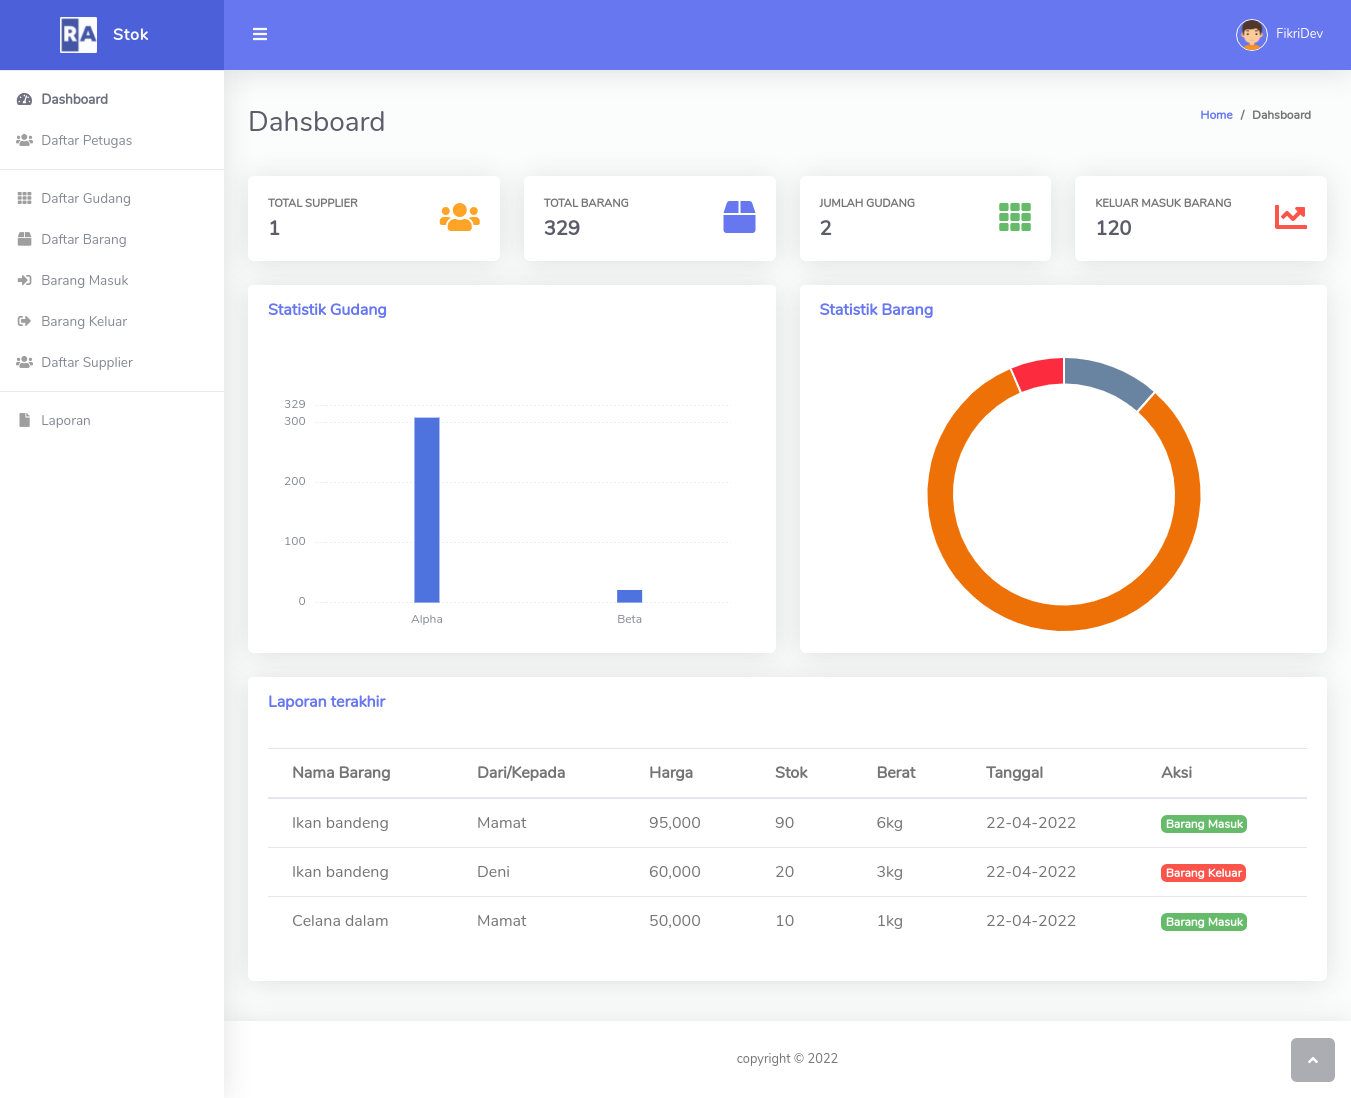 RA Stok
FikriDev
Dashboard
Daftar Petugas
Daftar Gudang
Daftar Barang
Barang Masuk
Barang Keluar
Daftar Supplier
Laporan
Dahsboard
Home / Dahsboard
TOTAL SUPPLIER
1
TOTAL BARANG
329
JUMLAH GUDANG
2
KELUAR MASUK BARANG
120
Statistik Gudang
329
300
200
100
0
Alpha Beta
Statistik Barang
Laporan terakhir
Nama Barang Dari/Kepada Harga Stok Berat Tanggal Aksi
Ikan bandeng Mamat 95,000 90 6kg 22-04-2022 Barang Masuk
Ikan bandeng Deni 60,000 20 3kg 22-04-2022 Barang Keluar
Celana dalam Mamat 50,000 10 1kg 22-04-2022 Barang Masuk
copyright © 2022